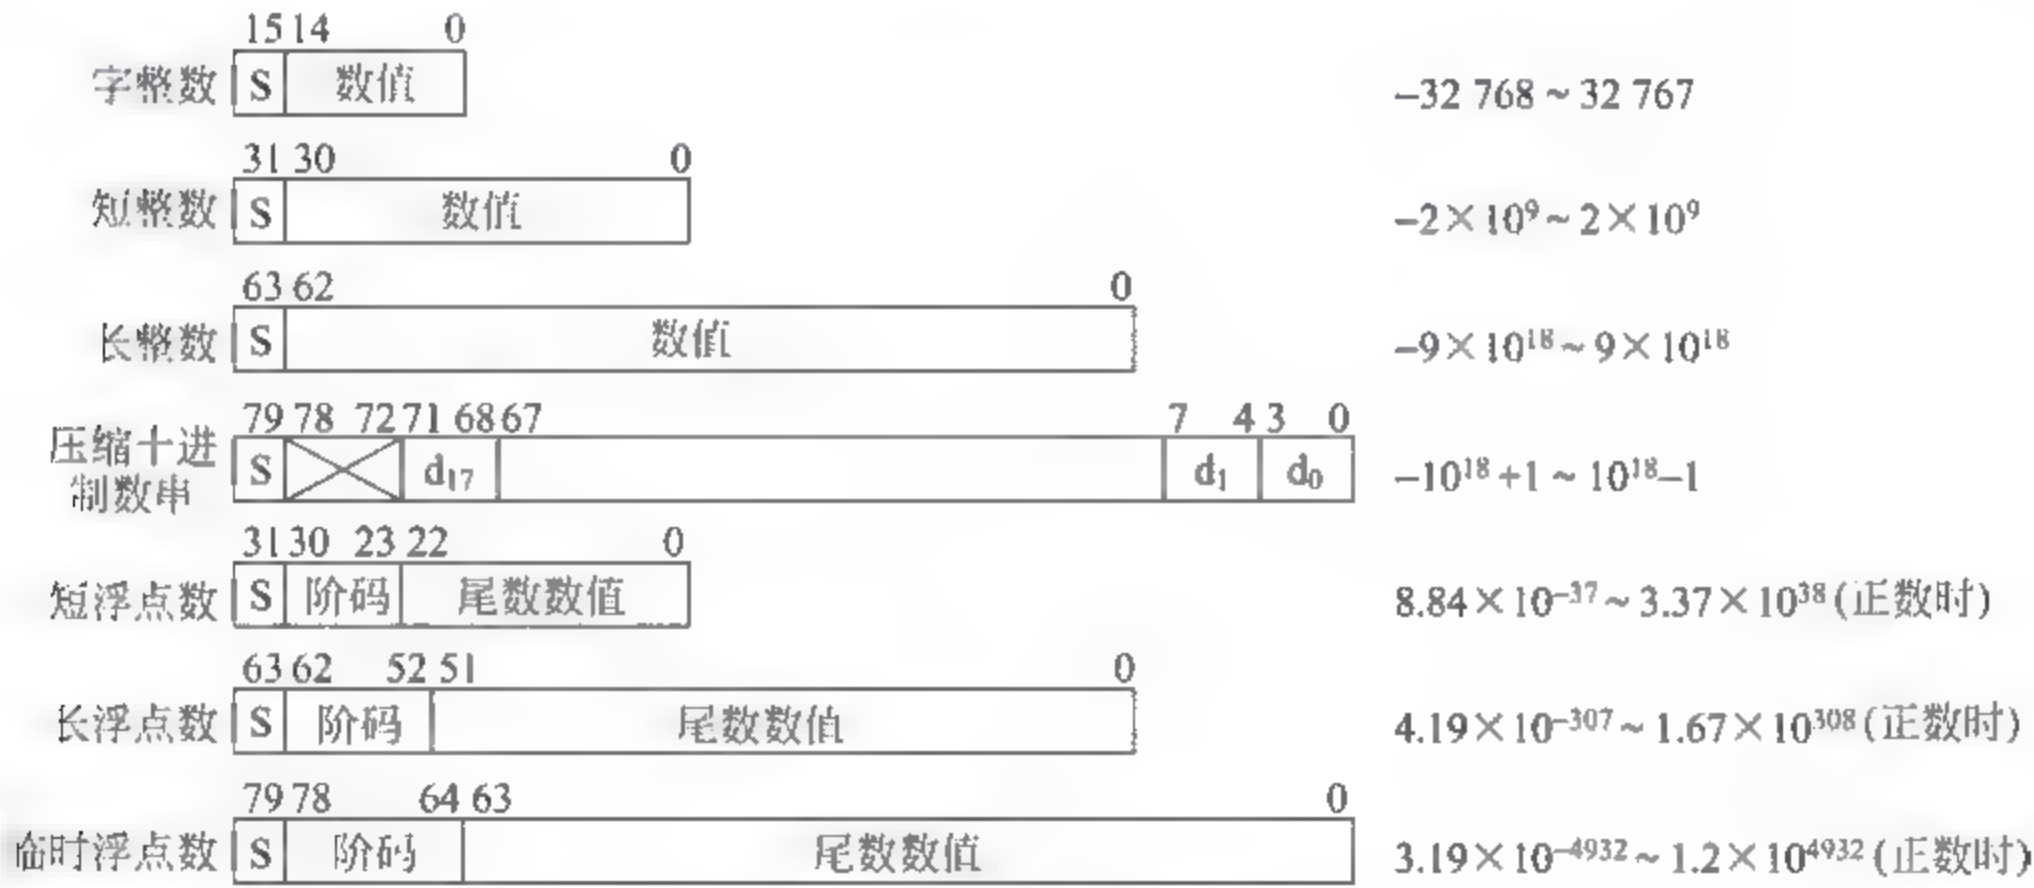 15 14 0
字整数 S 数值 –32 768 ~ 32 767
31 30 0
短整数 S 数值 –2×10⁹ ~ 2×10⁹
63 62 0
长整数 S 数值 –9×10¹⁸ ~ 9×10¹⁸
79 78 72 71 68 67 7 4 3 0
压缩十进
制数串 S d₁₇ d₁ d₀ –10¹⁸+1 ~ 10¹⁸–1
31 30 23 22 0
短浮点数 S 阶码 尾数数值 8.84×10⁻³⁷ ~ 3.37×10³⁸ (正数时)
63 62 52 51 0
长浮点数 S 阶码 尾数数值 4.19×10⁻³⁰⁷ ~ 1.67×10³⁰⁸ (正数时)
79 78 64 63 0
临时浮点数 S 阶码 尾数数值 3.19×10⁻⁴⁹³² ~ 1.2×10⁴⁹³² (正数时)